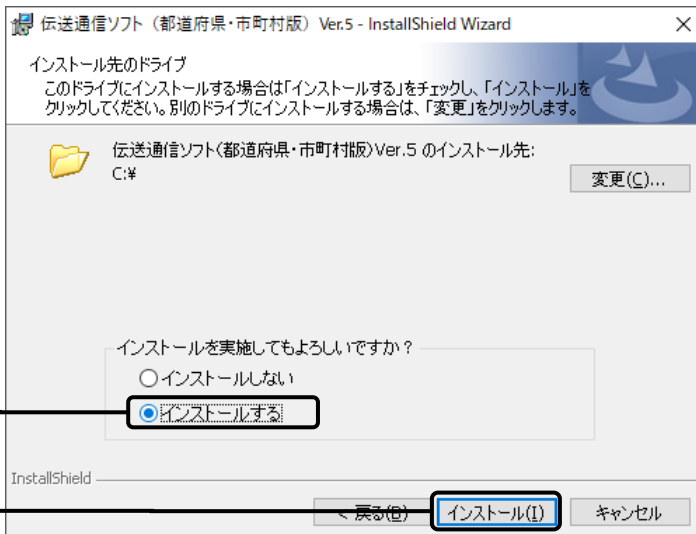 伝送通信ソフト（都道府県・市町村版）Ver.5 - InstallShield Wizard
インストール先のドライブ
このドライブにインストールする場合は「インストールする」をチェックし、「インストール」を
クリックしてください。別のドライブにインストールする場合は、「変更」をクリックします。
伝送通信ソフト(都道府県・市町村版)Ver.5 のインストール先:
C:¥
変更(C)...
インストールを実施してもよろしいですか？
インストールしない
インストールする
InstallShield
< 戻る(B)
インストール(I)
キャンセル